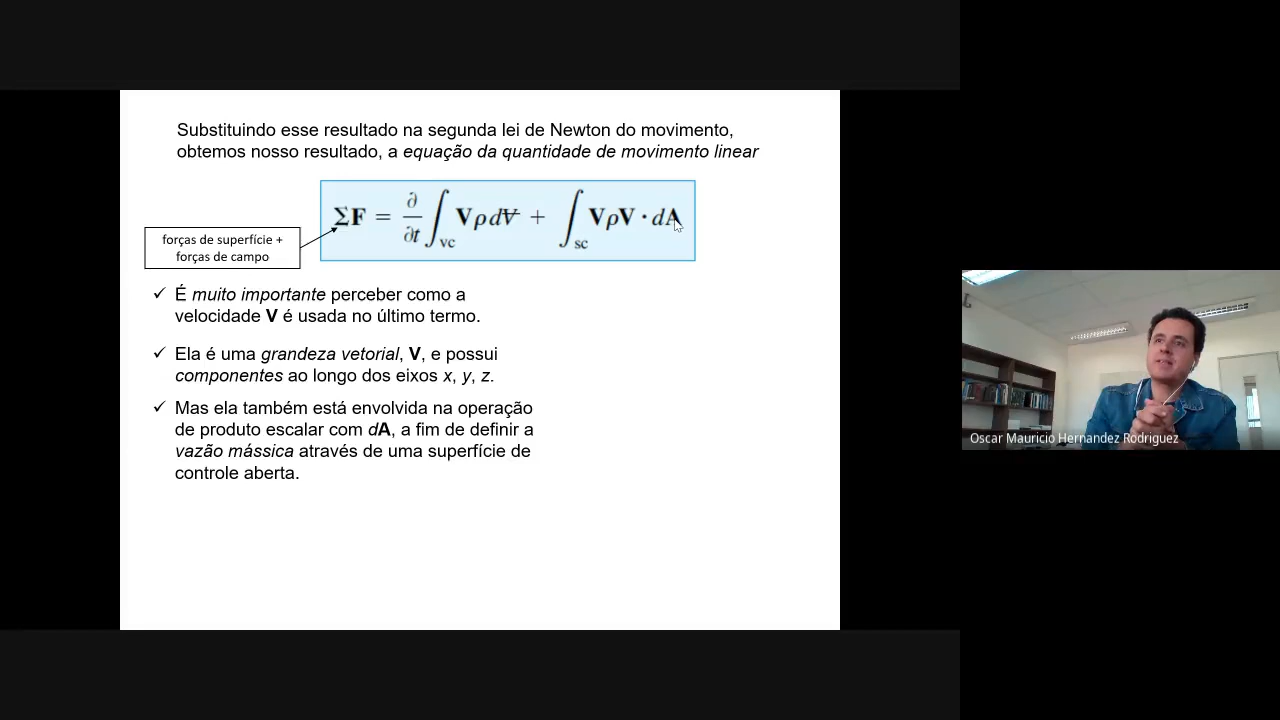 Substituindo esse resultado na segunda lei de Newton do movimento,
obtemos nosso resultado, a equação da quantidade de movimento linear
ΣF = ∂/∂t ∫vc Vρ dV̶ + ∫sc VρV · dA
forças de superfície +
forças de campo
✓ É muito importante perceber como a
velocidade V é usada no último termo.
✓ Ela é uma grandeza vetorial, V, e possui
componentes ao longo dos eixos x, y, z.
✓ Mas ela também está envolvida na operação
de produto escalar com dA, a fim de definir a
vazão mássica através de uma superfície de
controle aberta.
Oscar Mauricio Hernandez Rodriguez